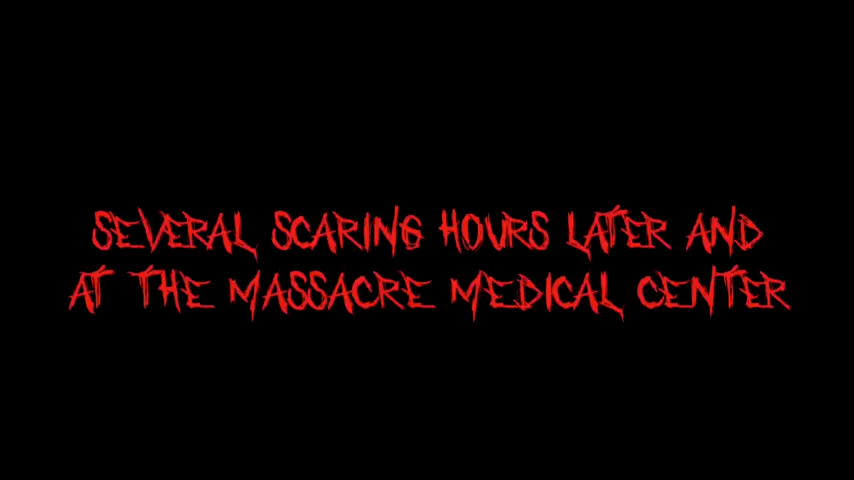 SEVERAL SCARING HOURS LATER AND
AT THE MASSACRE MEDICAL CENTER